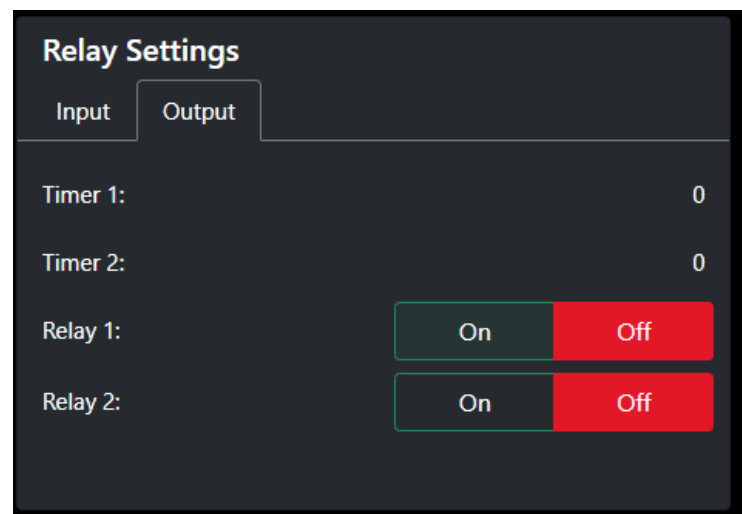 Relay Settings
Input Output
Timer 1: 0
Timer 2: 0
Relay 1: On Off
Relay 2: On Off